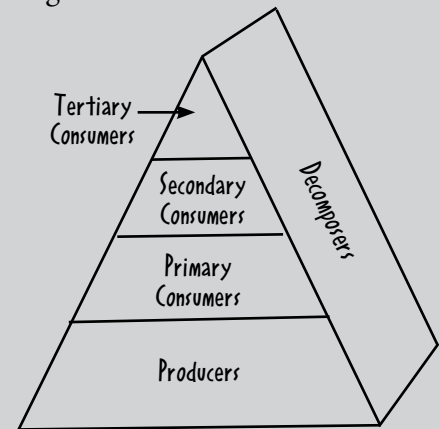 Tertiary
Consumers
Secondary
Consumers
Primary
Consumers
Producers
Decomposers